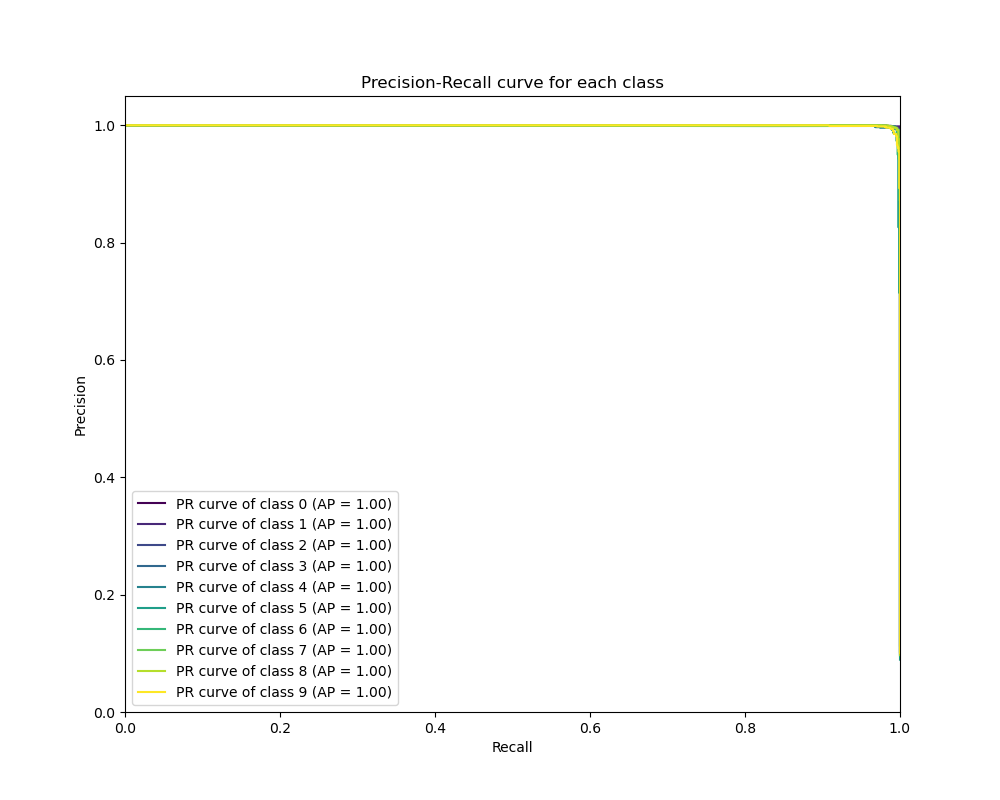 Precision-Recall curve for each class
1.0
0.8
0.6
0.4
0.2
0.0
Precision
PR curve of class 0 (AP = 1.00)
PR curve of class 1 (AP = 1.00)
PR curve of class 2 (AP = 1.00)
PR curve of class 3 (AP = 1.00)
PR curve of class 4 (AP = 1.00)
PR curve of class 5 (AP = 1.00)
PR curve of class 6 (AP = 1.00)
PR curve of class 7 (AP = 1.00)
PR curve of class 8 (AP = 1.00)
PR curve of class 9 (AP = 1.00)
0.0 0.2 0.4 0.6 0.8 1.0
Recall